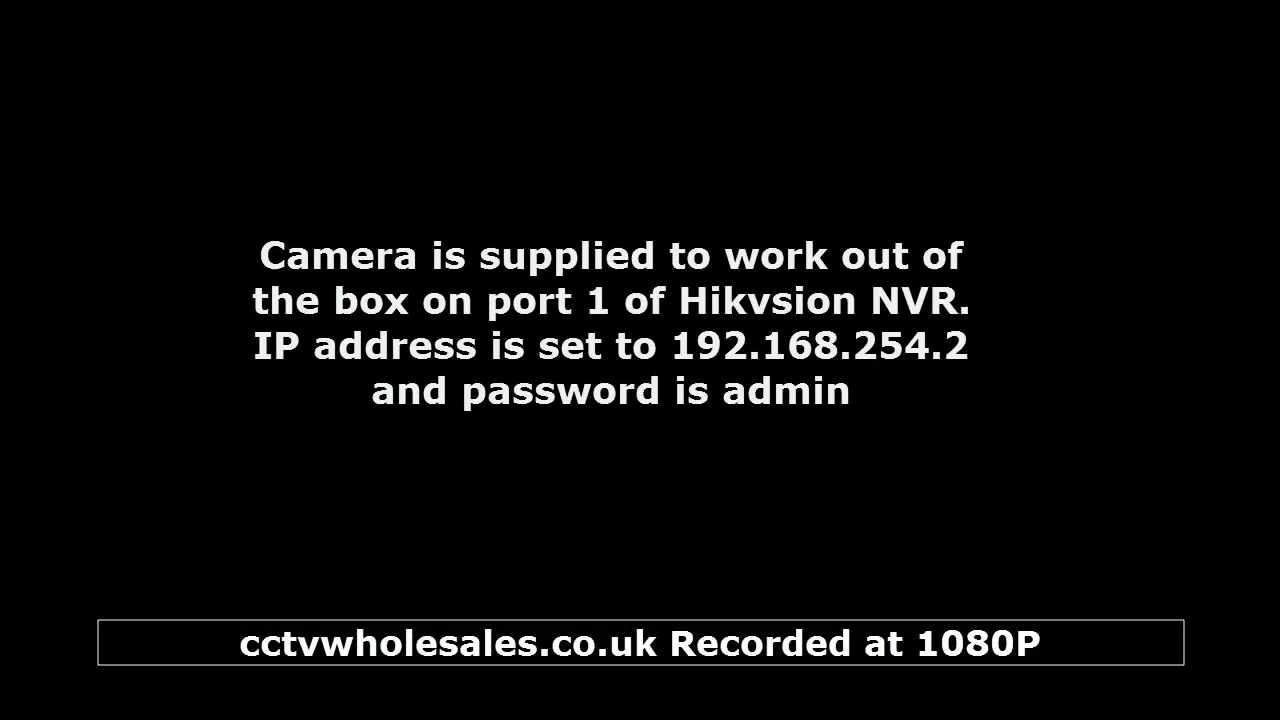 Camera is supplied to work out of
the box on port 1 of Hikvsion NVR.
IP address is set to 192.168.254.2
and password is admin
cctvwholesales.co.uk Recorded at 1080P